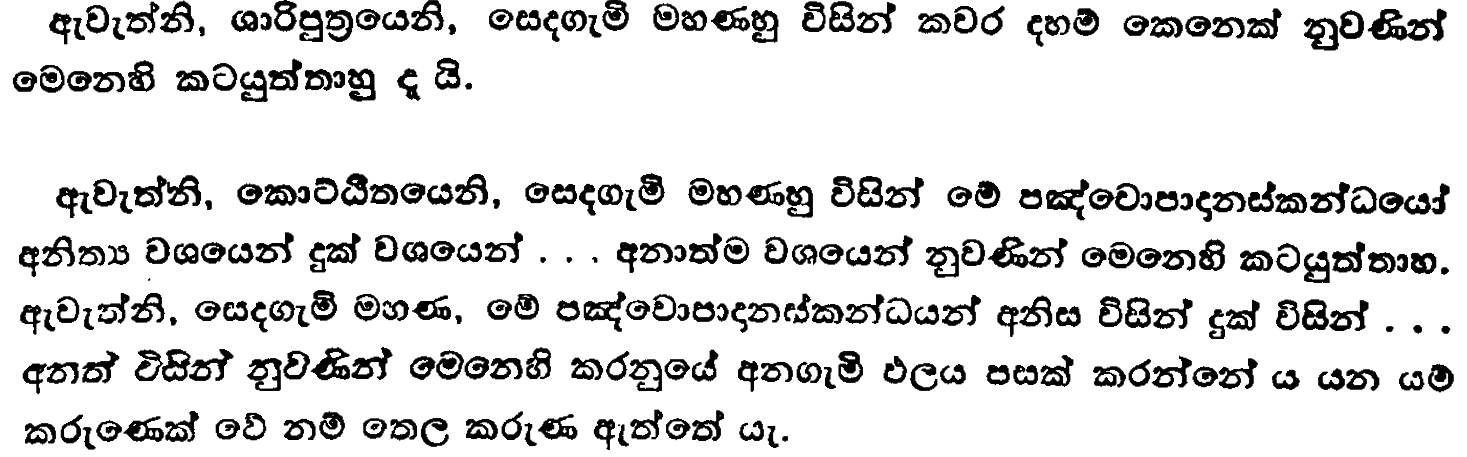 ඇවැත්නි, ශාරිපුත්‍රයෙනි, සෙදගැමි මහණහු විසින් කවර දහම් කෙනෙක් නුවණින්
මෙනෙහි කටයුත්තාහු ද යි.
ඇවැත්නි, කොට්ඨිතයෙනි, සෙදගැමි මහණහු විසින් මේ පඤ්චොපාදානස්කන්ධයෝ
අනිත්‍ය වශයෙන් දුක් වශයෙන් . . . අනාත්ම වශයෙන් නුවණින් මෙනෙහි කටයුත්තාහ.
ඇවැත්නි, සෙදගැමි මහණ, මේ පඤ්චොපාදානස්කන්ධයන් අනිස විසින් දුක් විසින් . . .
අනත් විසින් නුවණින් මෙනෙහි කරනුයේ අනගැමි ඵලය පසක් කරන්නේ ය යන යම්
කරුණෙක් වේ නම් තෙල කරුණ ඇත්තේ යැ.